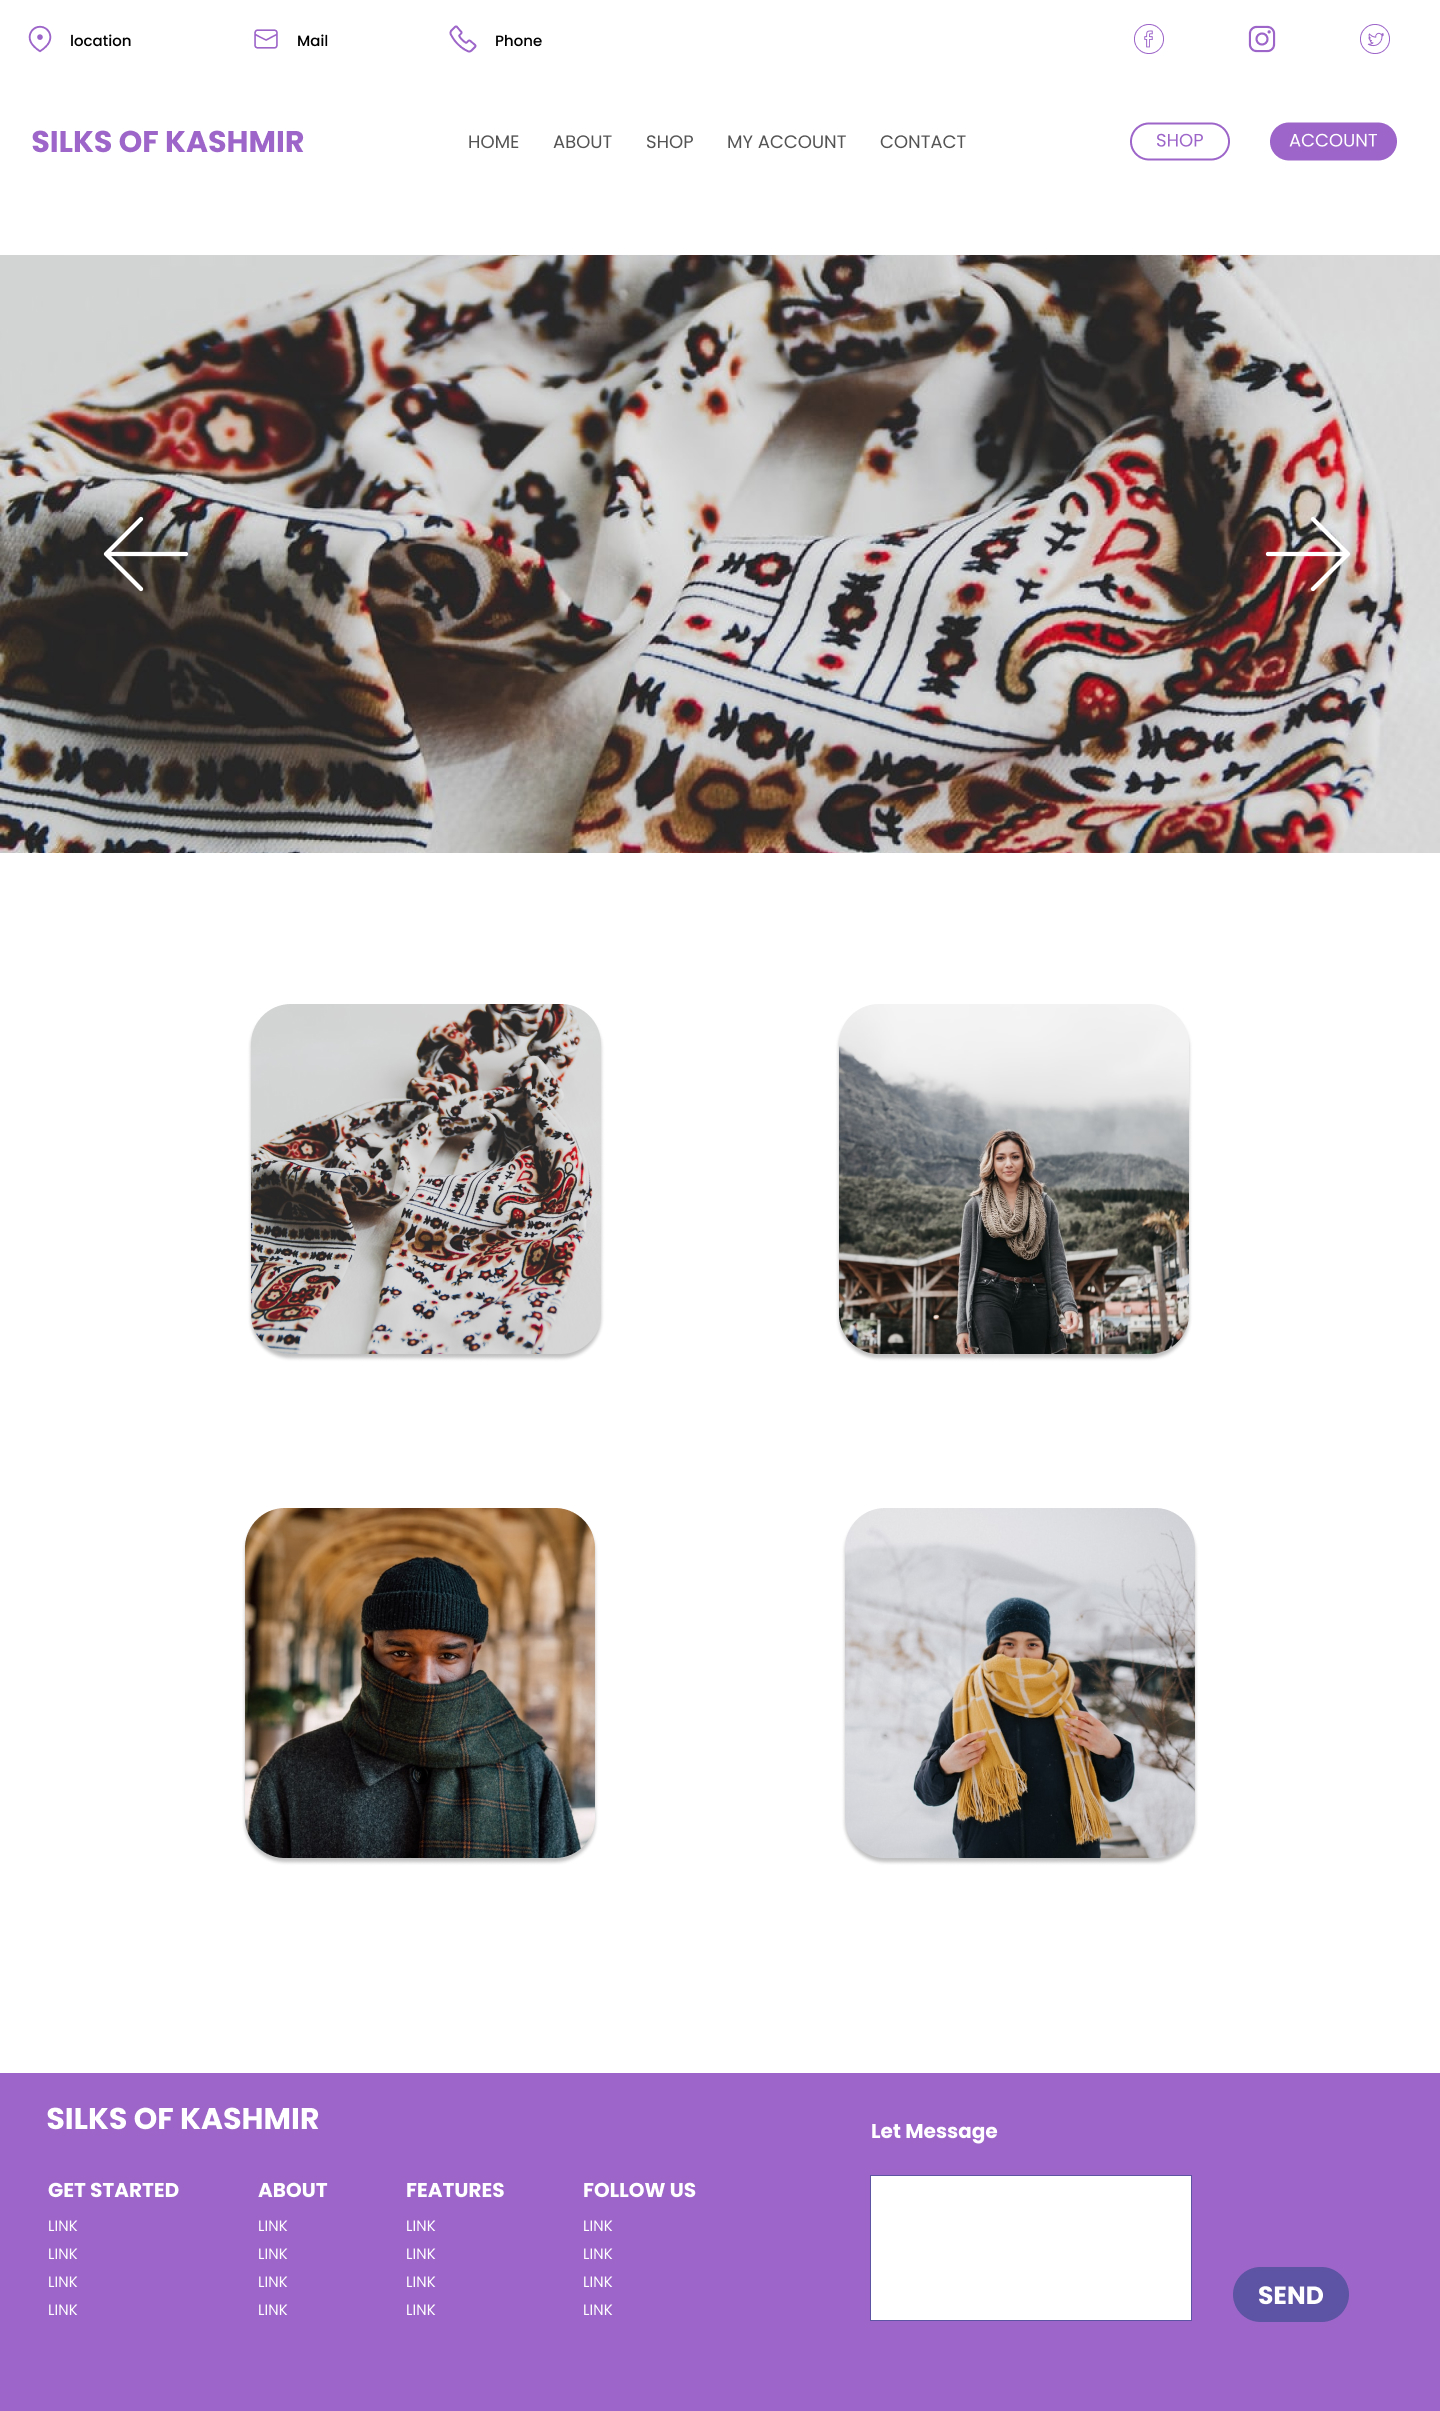 location Mail Phone
SILKS OF KASHMIR HOME ABOUT SHOP MY ACCOUNT CONTACT SHOP ACCOUNT
SILKS OF KASHMIR
Let Message
GET STARTED ABOUT FEATURES FOLLOW US
LINK LINK LINK LINK
LINK LINK LINK LINK
LINK LINK LINK LINK
LINK LINK LINK LINK
SEND